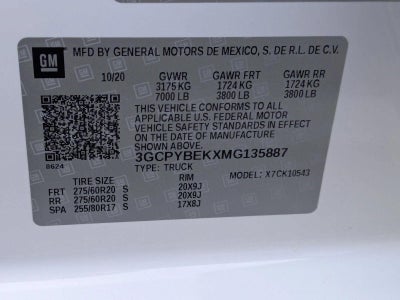 GM MFD BY GENERAL MOTORS DE MEXICO, S. DE R.L. DE C.V.
10/20 GVWR GAWR FRT GAWR RR
3175 KG 1724 KG 1724 KG
7000 LB 3800 LB 3800 LB
THIS VEHICLE CONFORMS TO ALL
APPLICABLE U.S. FEDERAL MOTOR
VEHICLE SAFETY STANDARDS IN EFFECT ON
THE DATE OF MANUFACTURE SHOWN ABOVE.
3GCPYBEKXMG135887
8624 TYPE: TRUCK MODEL: X7CK10543
TIRE SIZE RIM
FRT 275/60R20 S 20X9J
RR 275/60R20 S 20X9J
SPA 255/80R17 S 17X8J